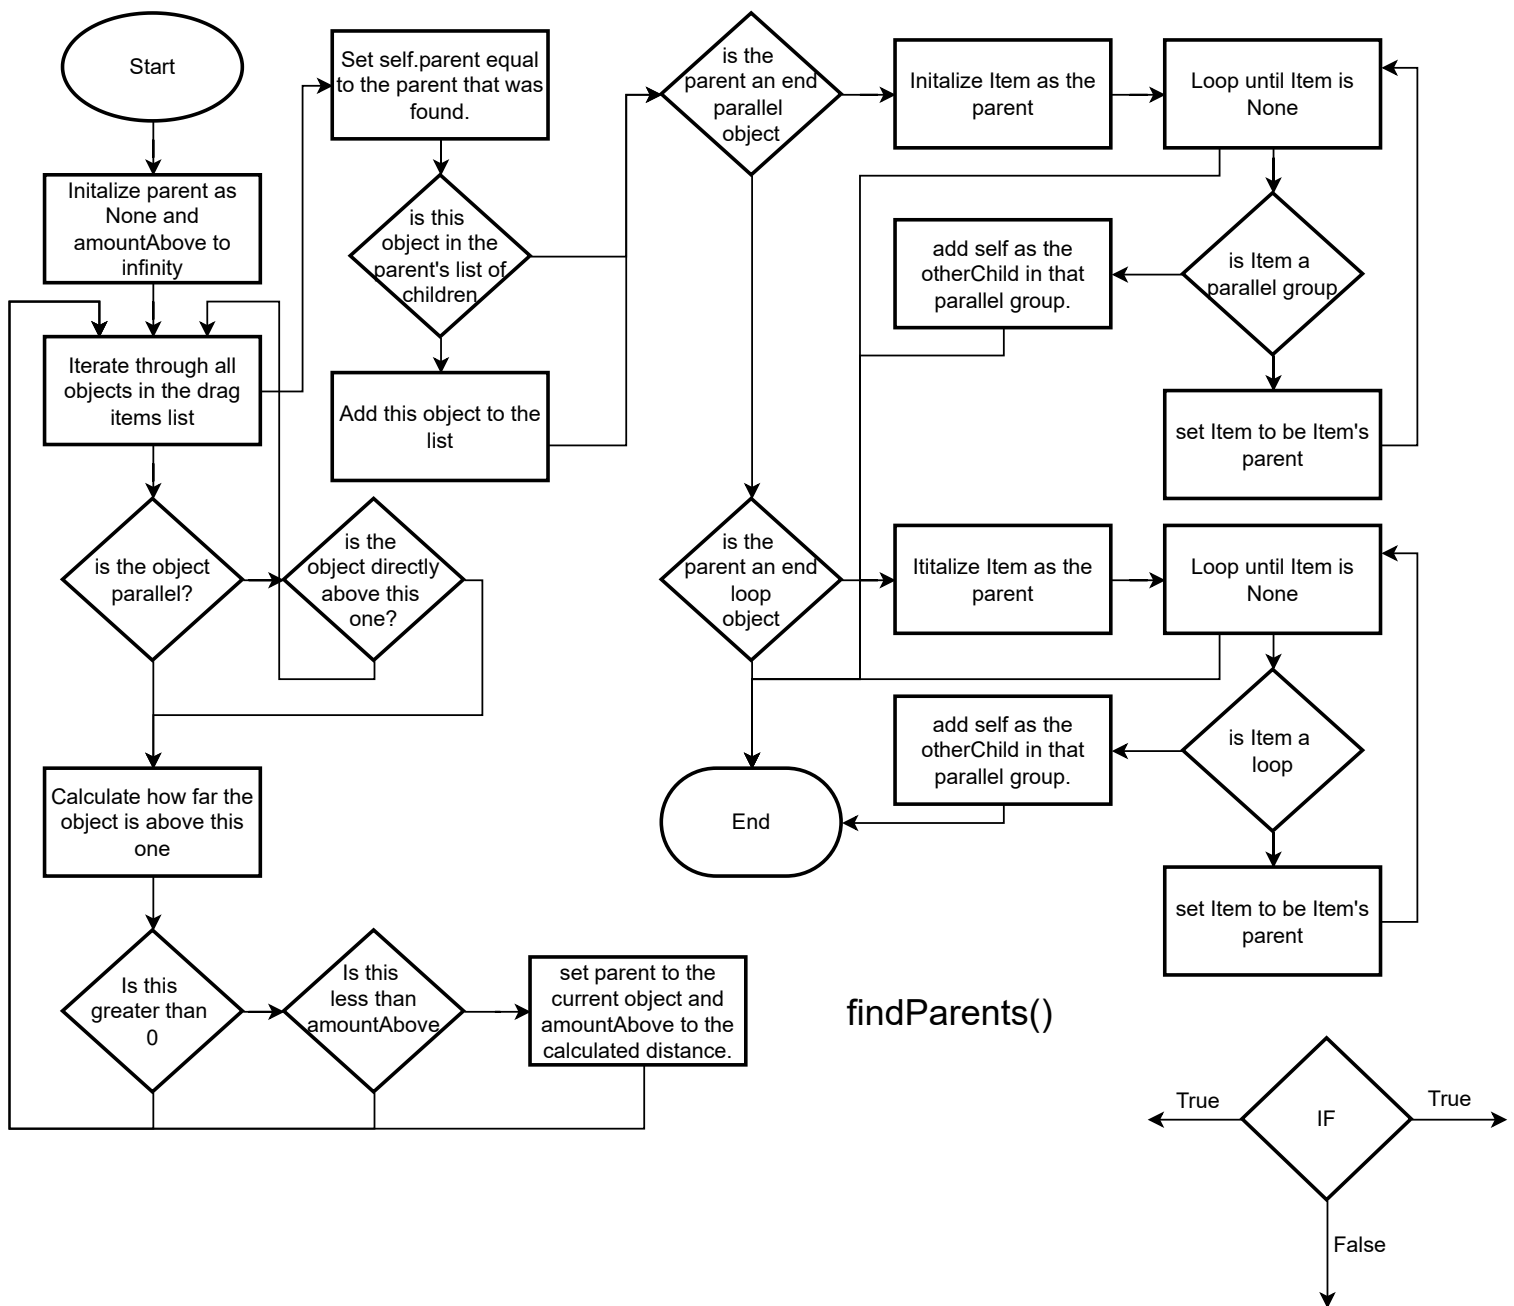 Start
Initalize parent as
None and
amountAbove to
infinity
Iterate through all
objects in the drag
items list
is the object
parallel?
is the
object directly
above this
one?
Calculate how far the
object is above this
one
Is this
greater than
0
Is this
less than
amountAbove
set parent to the
current object and
amountAbove to the
calculated distance.
Set self.parent equal
to the parent that was
found.
is this
object in the
parent's list of
children
Add this object to the
list
is the
parent an end
parallel
object
Initalize Item as the
parent
Loop until Item is
None
is Item a
parallel group
add self as the
otherChild in that
parallel group.
set Item to be Item's
parent
is the
parent an end
loop
object
Ititalize Item as the
parent
Loop until Item is
None
is Item a
loop
add self as the
otherChild in that
parallel group.
set Item to be Item's
parent
End
findParents()
IF
True
True
False